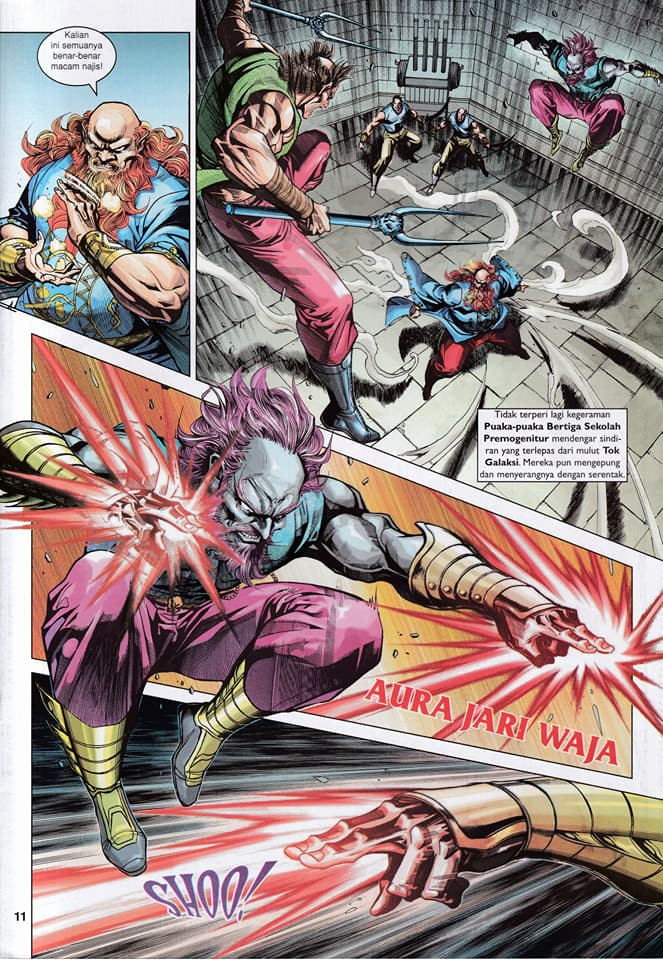 Kalian
ini semuanya
benar-benar
macam najis!
Tidak terperi lagi kegeraman
Puaka-puaka Bertiga Sekolah
Premogenitur mendengar sindi-
ran yang terlepas dari mulut Tok
Galaksi. Mereka pun mengepung
dan menyerangnya dengan serentak.
AURA JARI WAJA
SHOO!
11